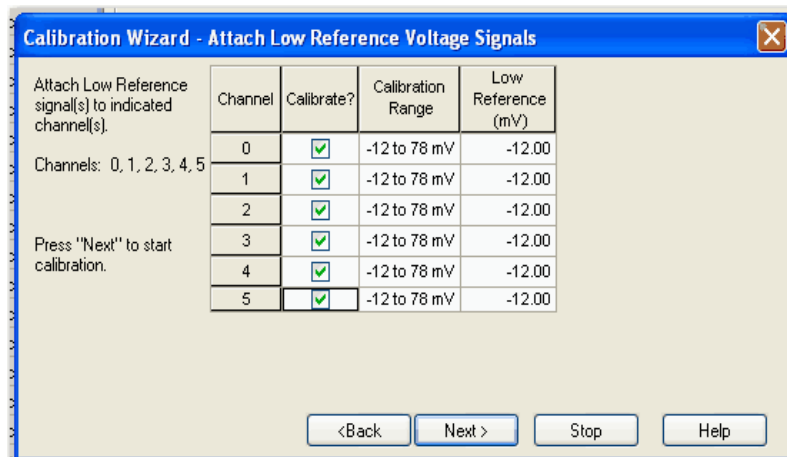 Calibration Wizard - Attach Low Reference Voltage Signals
Attach Low Reference
signal(s) to indicated
channel(s).
Channels: 0, 1, 2, 3, 4, 5
Press "Next" to start
calibration.
Channel Calibrate? Calibration Range Low Reference (mV)
0 -12 to 78 mV -12.00
1 -12 to 78 mV -12.00
2 -12 to 78 mV -12.00
3 -12 to 78 mV -12.00
4 -12 to 78 mV -12.00
5 -12 to 78 mV -12.00
<Back Next > Stop Help